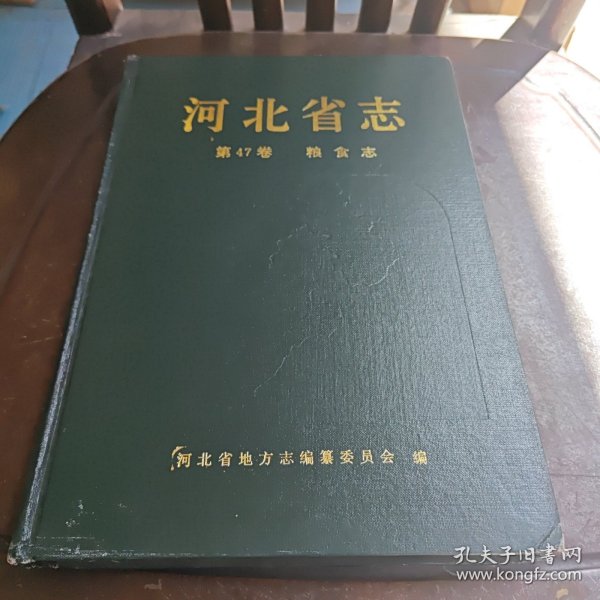 河北省志
第47卷 粮食志
河北省地方志编纂委员会 编
孔夫子旧书网
www.kongfz.com